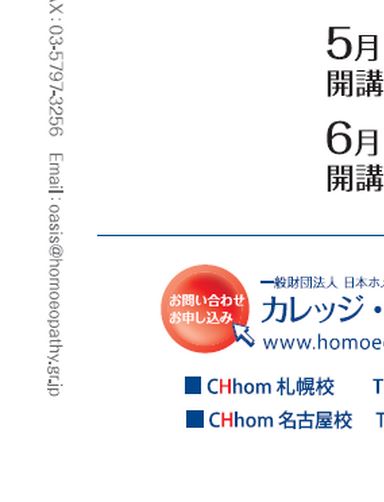 AX : 03-5797-3256 Email : oasis@homoeopathy.gr.jp
5月
開講
6月
開講
お問い合わせ
お申し込み
一般財団法人 日本ホ
カレッジ・
www.homoeo
■ CHhom 札幌校 T
■ CHhom 名古屋校 T